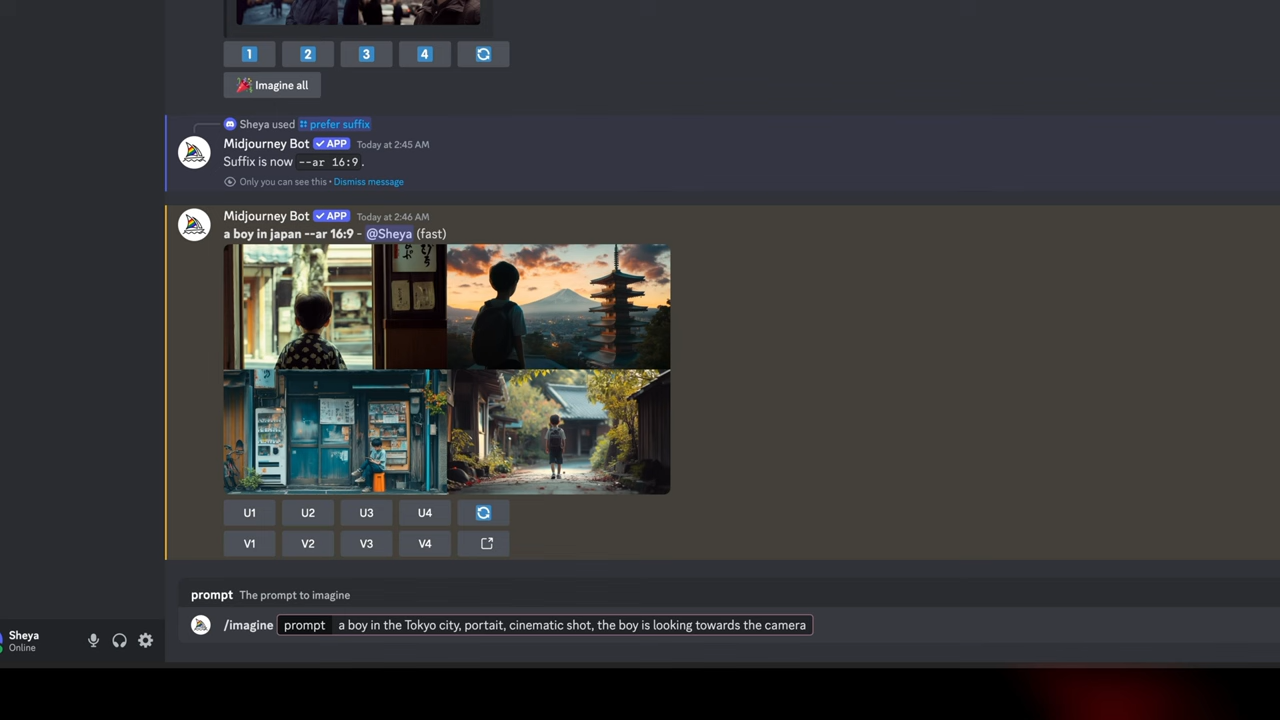 1 2 3 4
Imagine all
Sheya used prefer suffix
Midjourney Bot APP Today at 2:45 AM
Suffix is now --ar 16:9.
Only you can see this • Dismiss message
Midjourney Bot APP Today at 2:46 AM
a boy in japan --ar 16:9 - @Sheya (fast)
U1 U2 U3 U4
V1 V2 V3 V4
prompt The prompt to imagine
/imagine prompt a boy in the Tokyo city, portait, cinematic shot, the boy is looking towards the camera
Sheya
Online